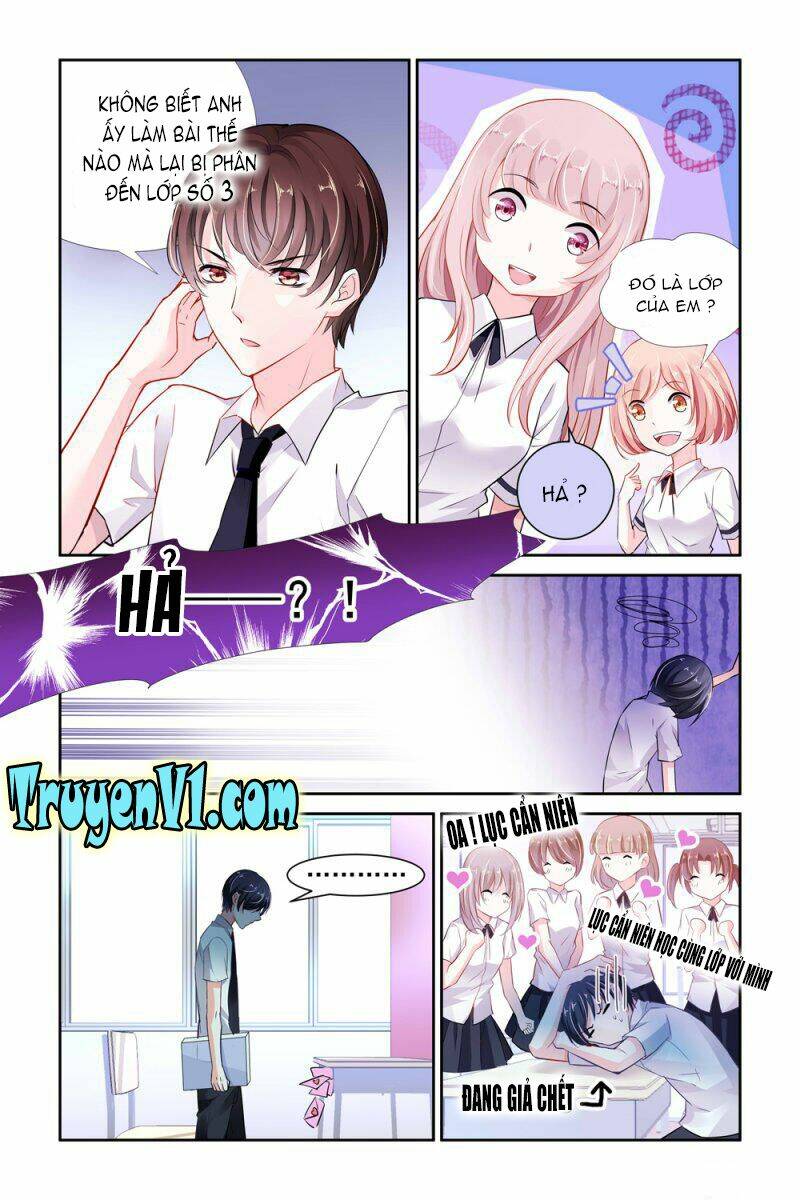 KHÔNG BIẾT ANH
ẤY LÀM BÀI THẾ
NÀO MÀ LẠI BỊ PHÂN
ĐẾN LỚP SỐ 3
ĐÓ LÀ LỚP
CỦA EM ?
HẢ ?
HẢ—? !
TruyenV1.com
.............
OA ! LỤC CẨN NIÊN
LỤC CẨN NIÊN HỌC CÙNG LỚP VỚI MÌNH
ĐANG GIẢ CHẾT